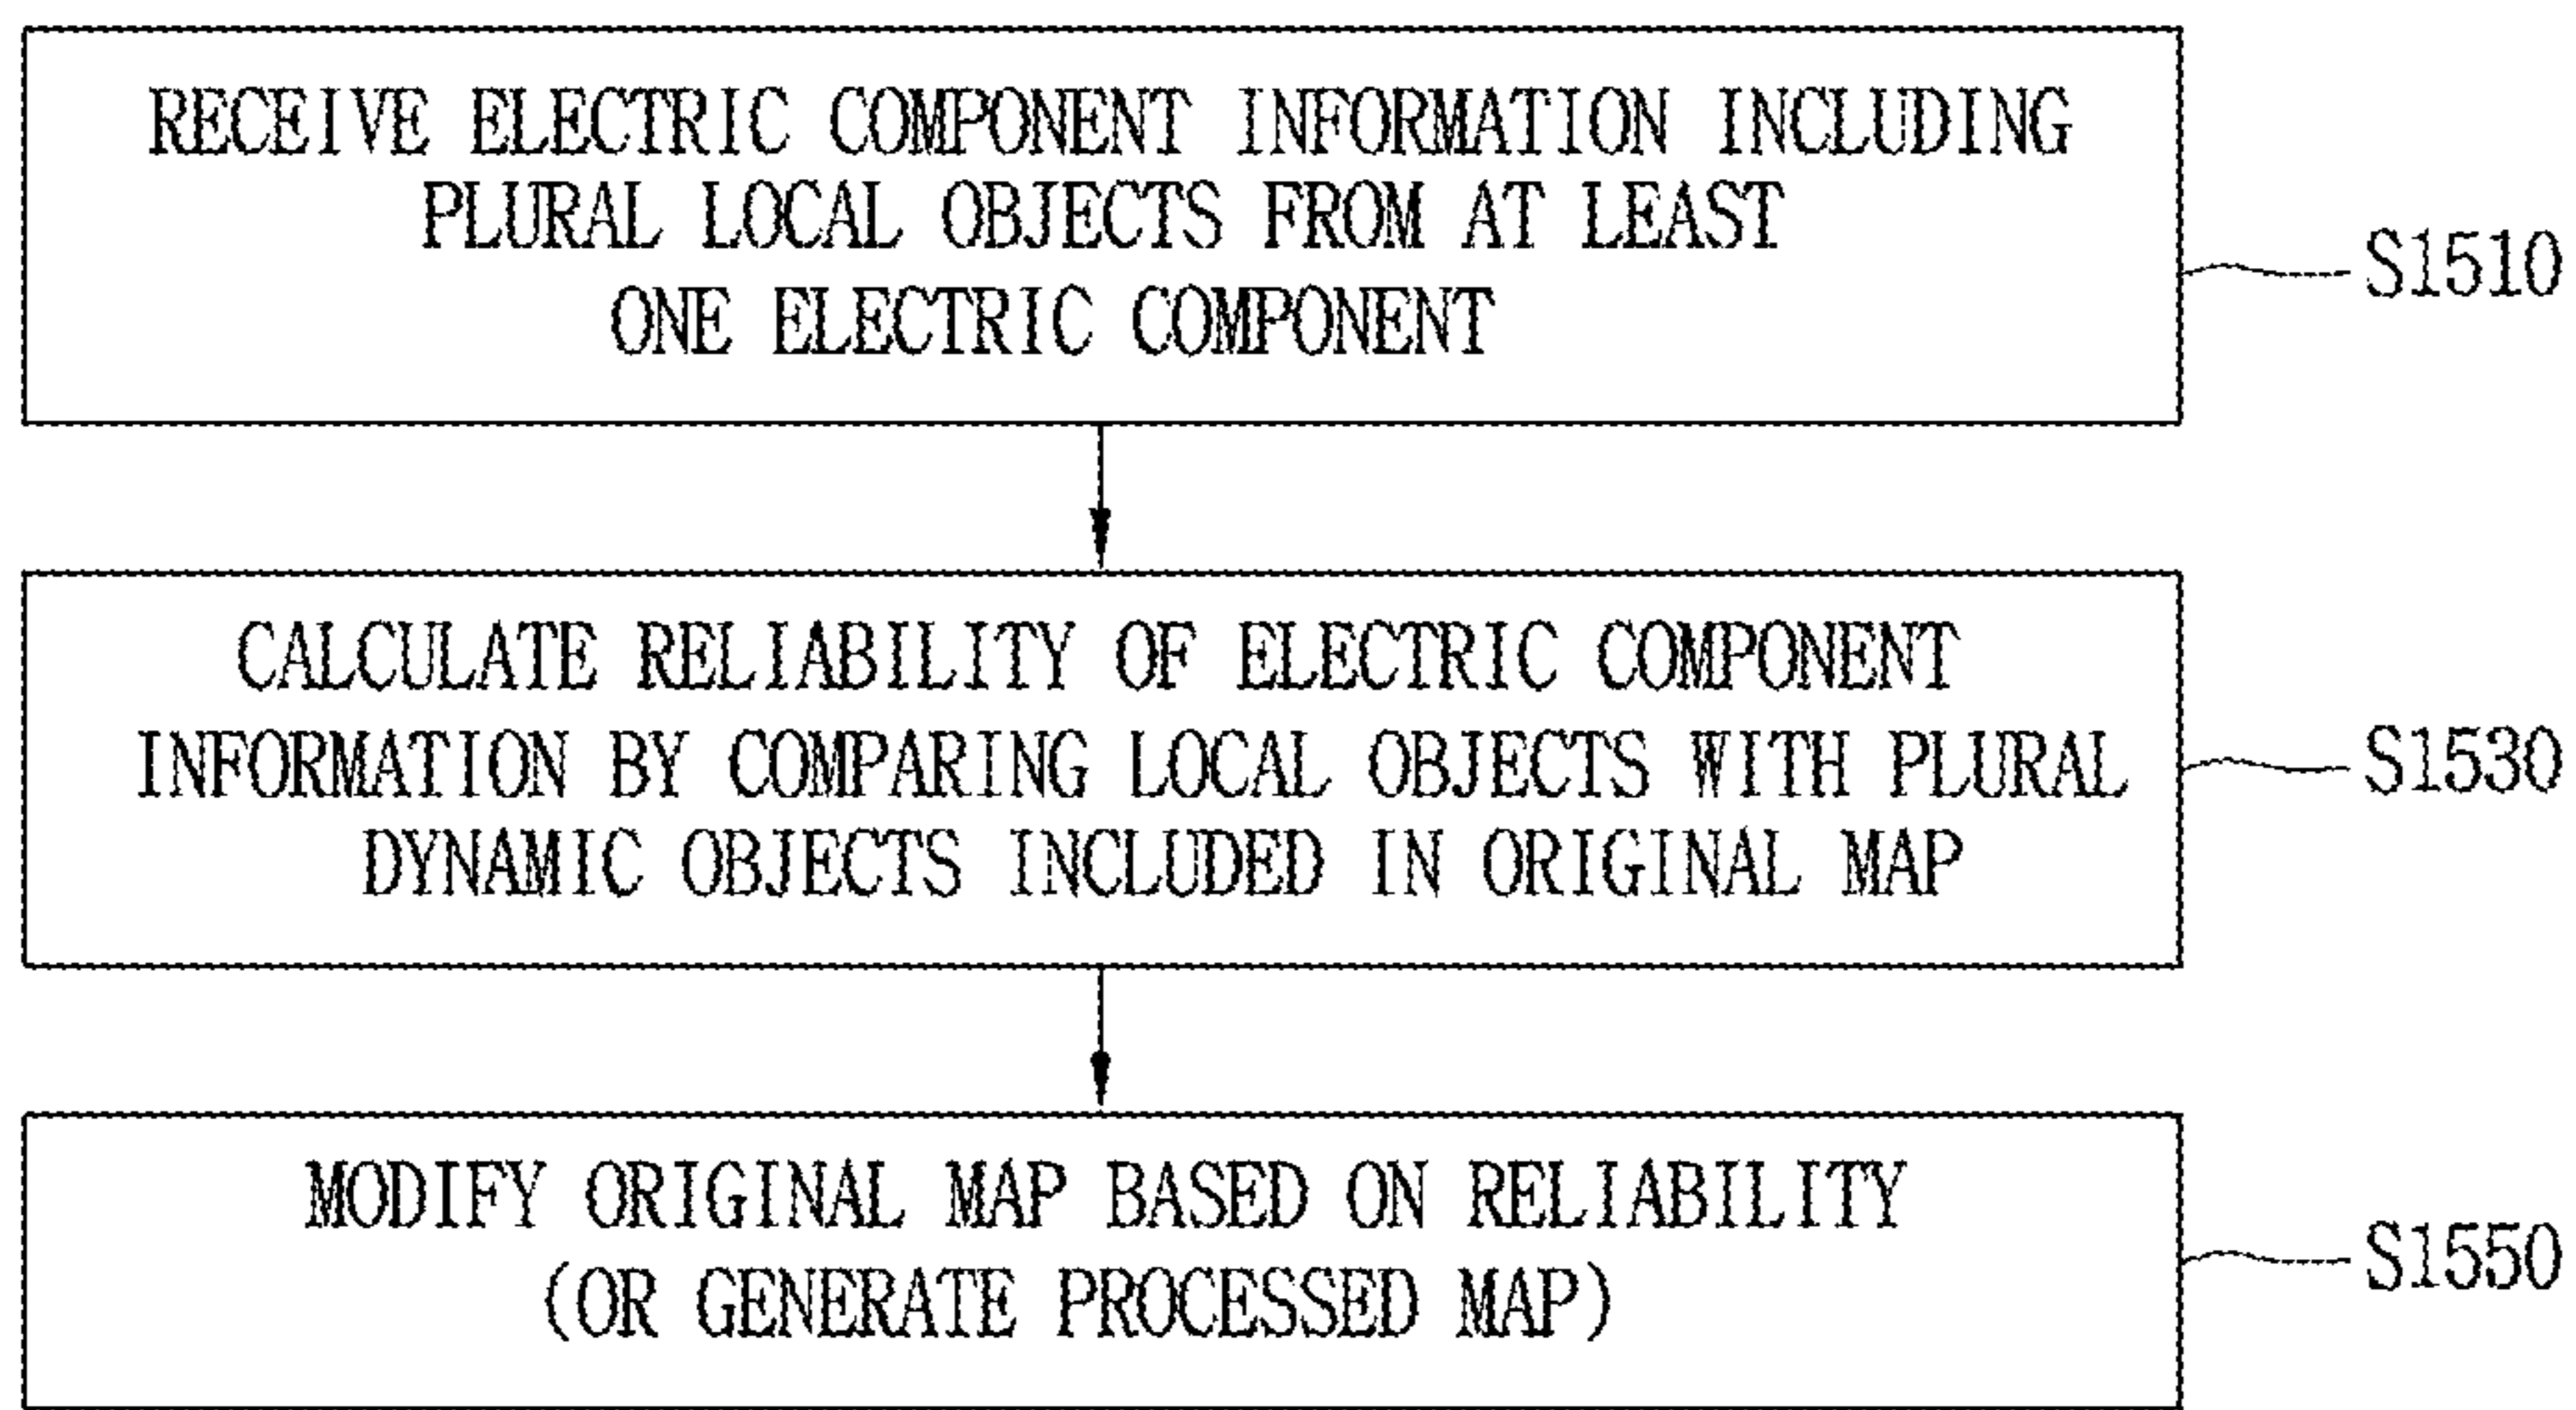 RECEIVE ELECTRIC COMPONENT INFORMATION INCLUDING
PLURAL LOCAL OBJECTS FROM AT LEAST
ONE ELECTRIC COMPONENT
S1510
CALCULATE RELIABILITY OF ELECTRIC COMPONENT
INFORMATION BY COMPARING LOCAL OBJECTS WITH PLURAL
DYNAMIC OBJECTS INCLUDED IN ORIGINAL MAP
S1530
MODIFY ORIGINAL MAP BASED ON RELIABILITY
(OR GENERATE PROCESSED MAP)
S1550